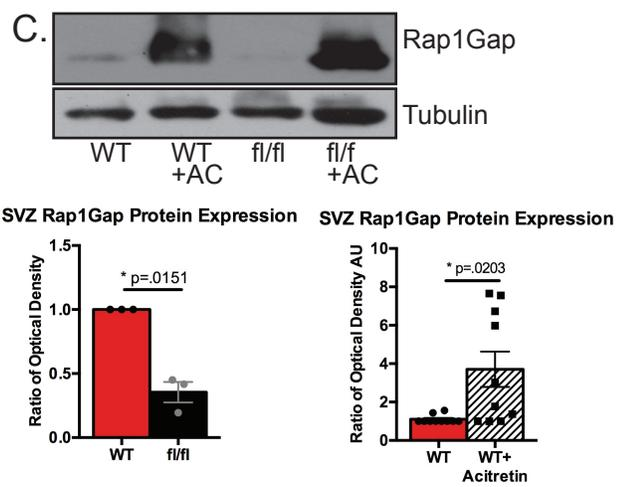 C.
Rap1Gap
Tubulin
WT WT fl/fl fl/f
+AC +AC
SVZ Rap1Gap Protein Expression
1.5
1.0
0.5
0.0
Ratio of Optical Density
* p=.0151
WT fl/fl
SVZ Rap1Gap Protein Expression
10
8
6
4
2
0
Ratio of Optical Density AU
* p=.0203
WT WT+
Acitretin